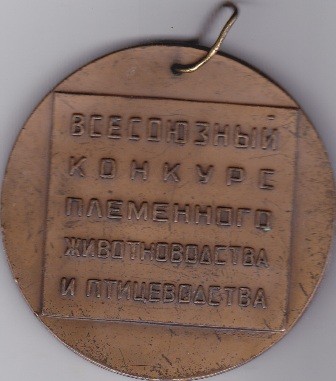 ВСЕСОЮЗНЫЙ
КОНКУРС
ПЛЕМЕННОГО
ЖИВОТНОВОДСТВА
И ПТИЦЕВОДСТВА